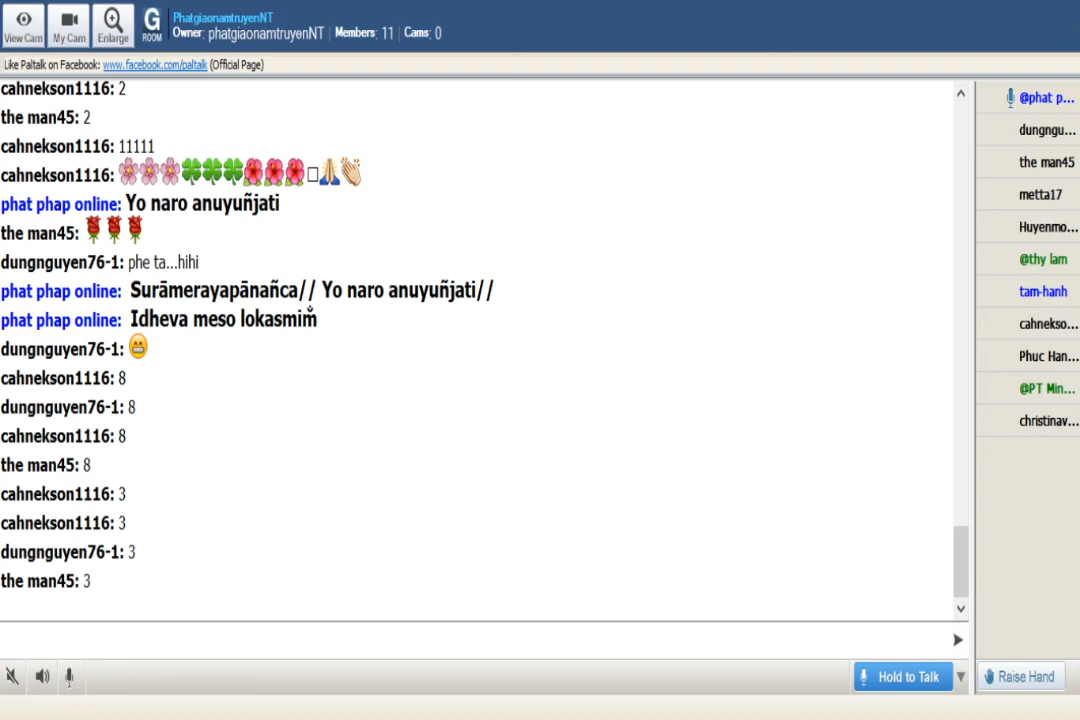 View Cam
My Cam
Enlarge
G
ROOM
PhatgiaonamtruyenNT
Owner: phatgiaonamtruyenNT | Members: 11 | Cams: 0
Like Paltalk on Facebook: www.facebook.com/paltalk (Official Page)
cahnekson1116: 2
the man45: 2
cahnekson1116: 11111
cahnekson1116: 🌸🌸🌸🍀🍀🍀🌺🌺🌺□🙏👏
phat phap online: Yo naro anuyuñjati
the man45: 🌹🌹🌹
dungnguyen76-1: phe ta...hihi
phat phap online: Surāmerayapānañca// Yo naro anuyuñjati//
phat phap online: Idheva meso lokasmiṁ
dungnguyen76-1: 😁
cahnekson1116: 8
dungnguyen76-1: 8
cahnekson1116: 8
the man45: 8
cahnekson1116: 3
cahnekson1116: 3
dungnguyen76-1: 3
the man45: 3
@phat p...
dungngu...
the man45
metta17
Huyenmo...
@thy lam
tam-hanh
cahnekso...
Phuc Han...
@PT Min...
christinav...
Hold to Talk
Raise Hand